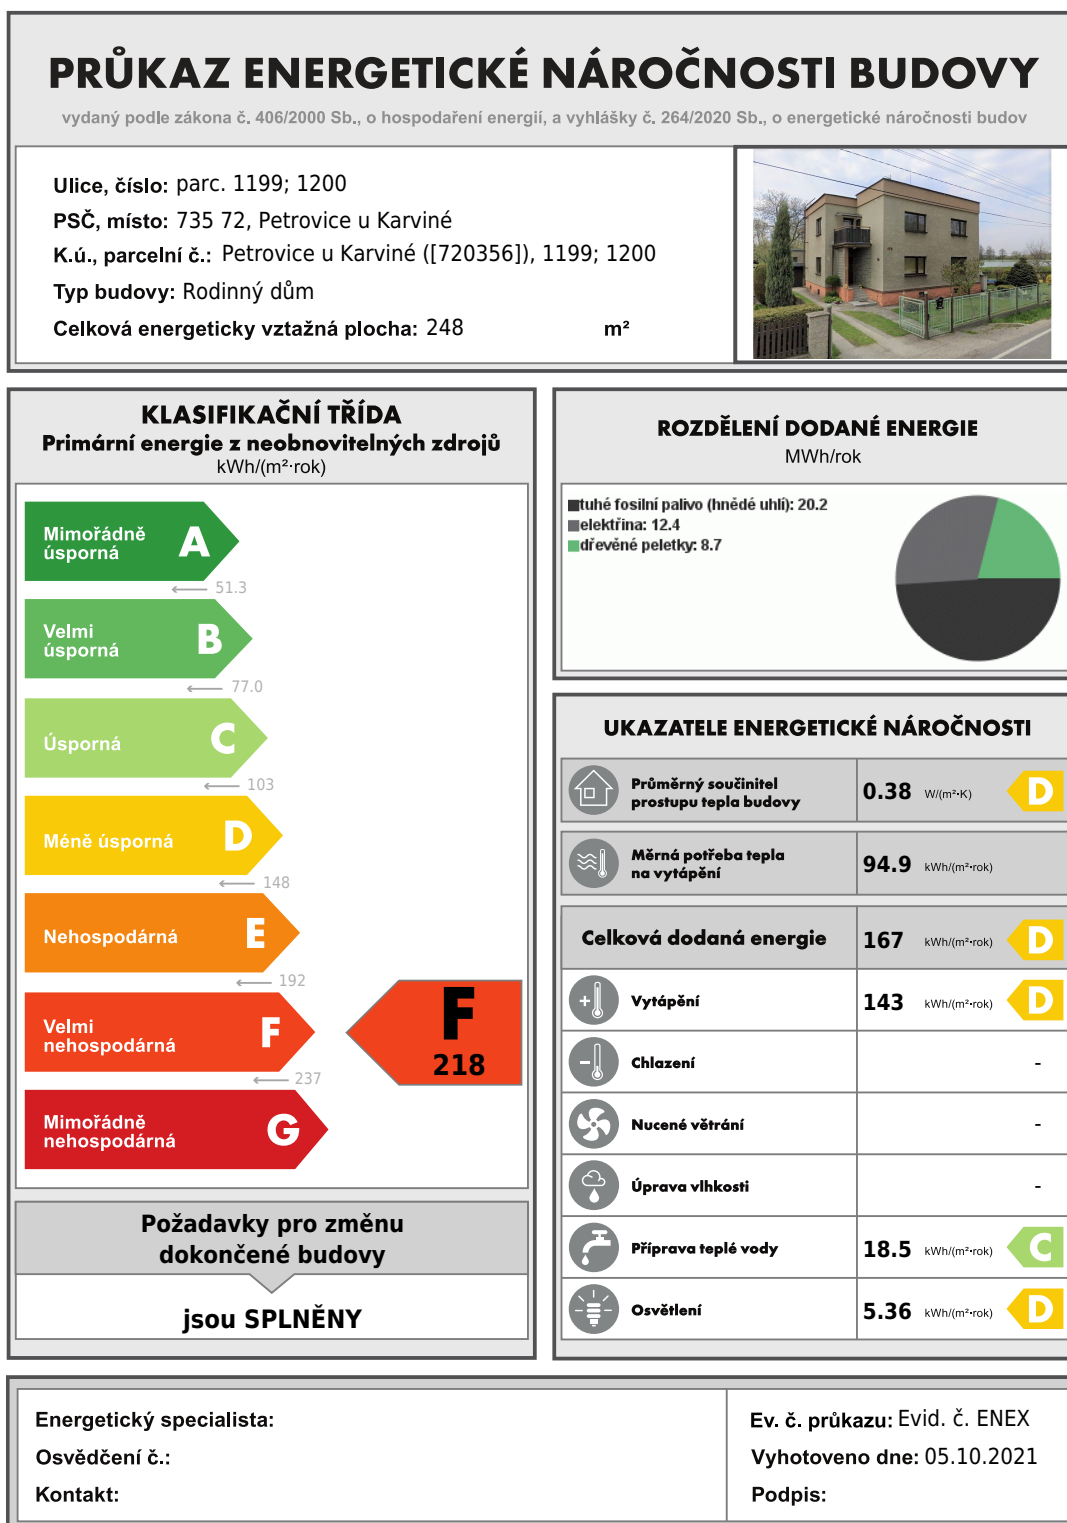 PRŮKAZ ENERGETICKÉ NÁROČNOSTI BUDOVY
vydaný podle zákona č. 406/2000 Sb., o hospodaření energií, a vyhlášky č. 264/2020 Sb., o energetické náročnosti budov
Ulice, číslo: parc. 1199; 1200
PSČ, místo: 735 72, Petrovice u Karviné
K.ú., parcelní č.: Petrovice u Karviné ([720356]), 1199; 1200
Typ budovy: Rodinný dům
Celková energeticky vztažná plocha: 248 m²
KLASIFIKAČNÍ TŘÍDA
Primární energie z neobnovitelných zdrojů
kWh/(m²·rok)
Mimořádně
úsporná
A
51.3
Velmi
úsporná
B
77.0
Úsporná
C
103
Méně úsporná
D
148
Nehospodárná
E
192
Velmi
nehospodárná
F
237
Mimořádně
nehospodárná
G
F
218
Požadavky pro změnu
dokončené budovy
jsou SPLNĚNY
ROZDĚLENÍ DODANÉ ENERGIE
MWh/rok
tuhé fosilní palivo (hnědé uhlí): 20.2
elektřina: 12.4
dřevěné peletky: 8.7
UKAZATELE ENERGETICKÉ NÁROČNOSTI
Průměrný součinitel
prostupu tepla budovy
0.38 W/(m²·K) D
Měrná potřeba tepla
na vytápění
94.9 kWh/(m²·rok)
Celková dodaná energie 167 kWh/(m²·rok) D
Vytápění 143 kWh/(m²·rok) D
Chlazení -
Nucené větrání -
Úprava vlhkosti -
Příprava teplé vody 18.5 kWh/(m²·rok) C
Osvětlení 5.36 kWh/(m²·rok) D
Energetický specialista:
Osvědčení č.:
Kontakt:
Ev. č. průkazu: Evid. č. ENEX
Vyhotoveno dne: 05.10.2021
Podpis: